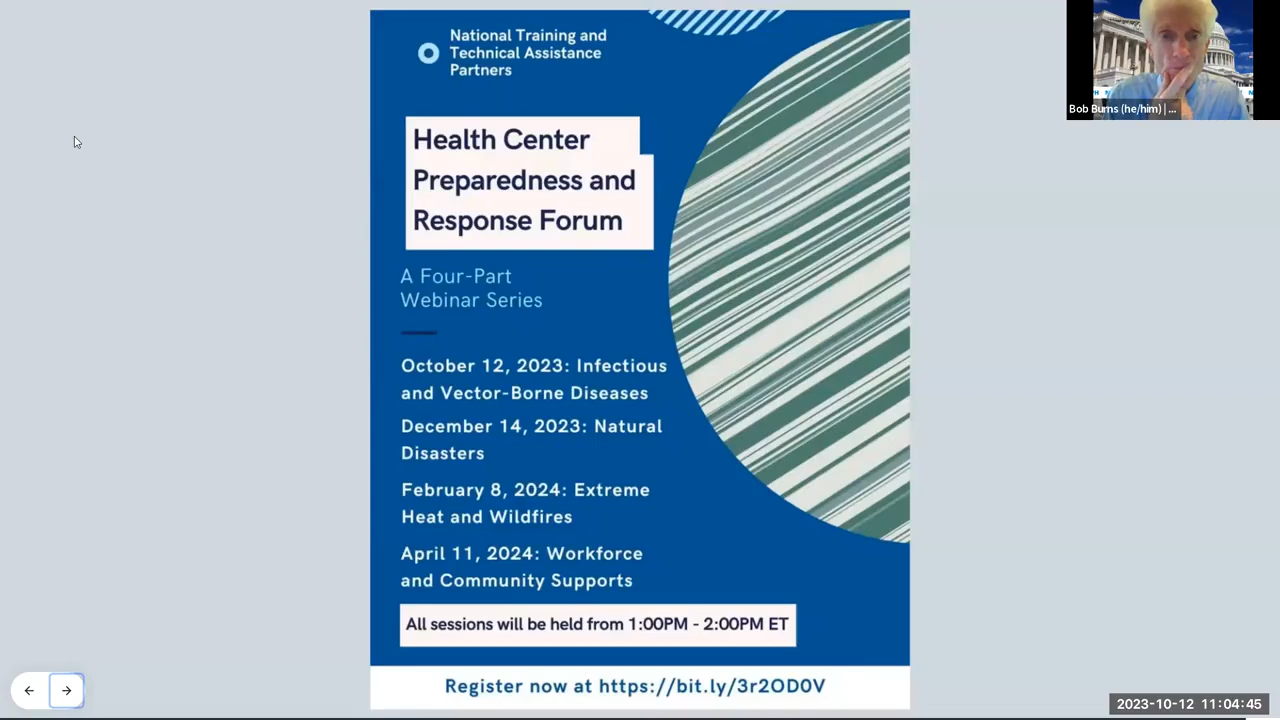 National Training and
Technical Assistance
Partners
Health Center
Preparedness and
Response Forum
A Four-Part
Webinar Series
October 12, 2023: Infectious
and Vector-Borne Diseases
December 14, 2023: Natural
Disasters
February 8, 2024: Extreme
Heat and Wildfires
April 11, 2024: Workforce
and Community Supports
All sessions will be held from 1:00PM - 2:00PM ET
Register now at https://bit.ly/3r2OD0V
Bob Burns (he/him) | ...
2023-10-12 11:04:45